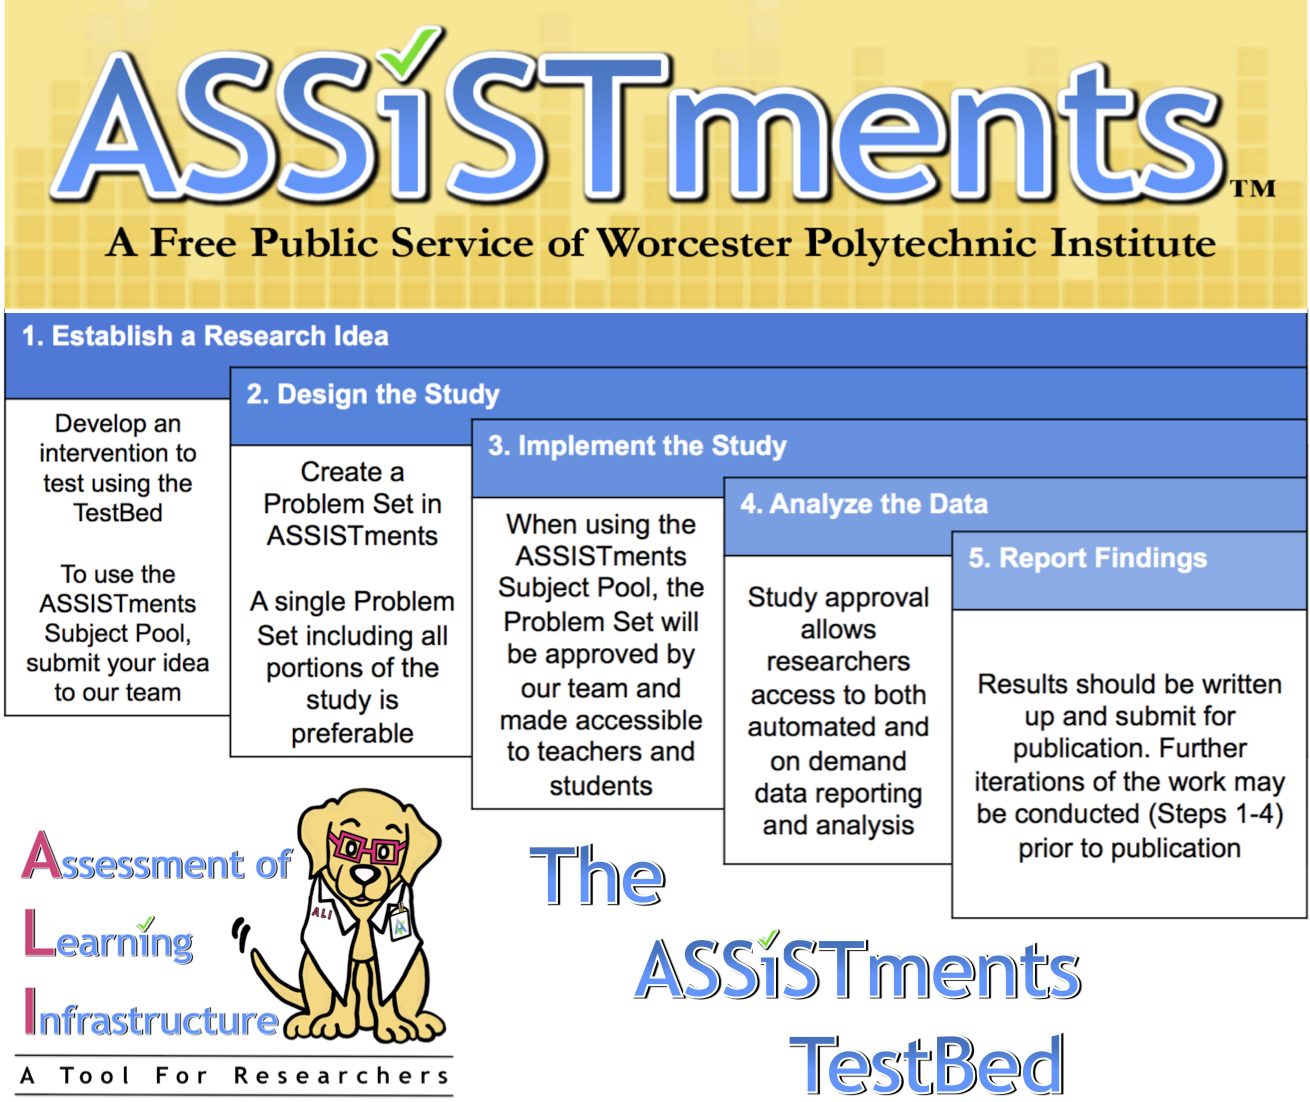 ASSiSTments™
A Free Public Service of Worcester Polytechnic Institute
1. Establish a Research Idea
Develop an
intervention to
test using the
TestBed
To use the
ASSISTments
Subject Pool,
submit your idea
to our team
2. Design the Study
Create a
Problem Set in
ASSISTments
A single Problem
Set including all
portions of the
study is
preferable
3. Implement the Study
When using the
ASSISTments
Subject Pool, the
Problem Set will
be approved by
our team and
made accessible
to teachers and
students
4. Analyze the Data
Study approval
allows
researchers
access to both
automated and
on demand
data reporting
and analysis
5. Report Findings
Results should be written
up and submit for
publication. Further
iterations of the work may
be conducted (Steps 1-4)
prior to publication
Assessment of
Learning
Infrastructure
A Tool For Researchers
ALI
A
The
ASSiSTments
TestBed